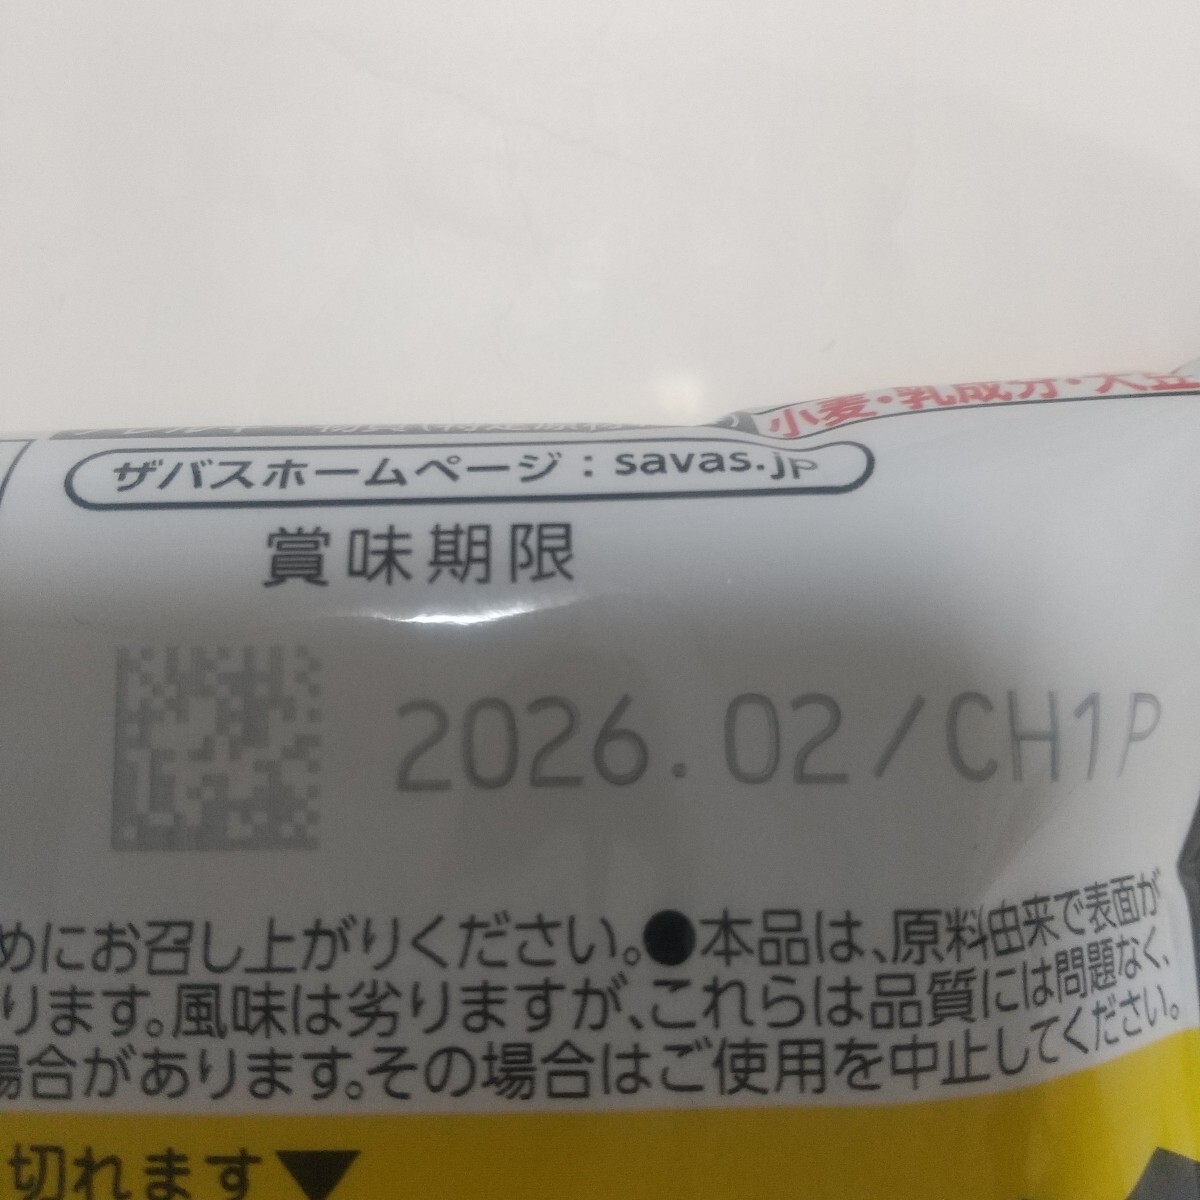 小麦・乳成分・大豆
ザバスホームページ：savas.jp
賞味期限
2026.02/CH1P
めにお召し上がりください。●本品は、原料由来で表面が
ります。風味は劣りますが、これらは品質には問題なく、
場合があります。その場合はご使用を中止してください。
切れます▼